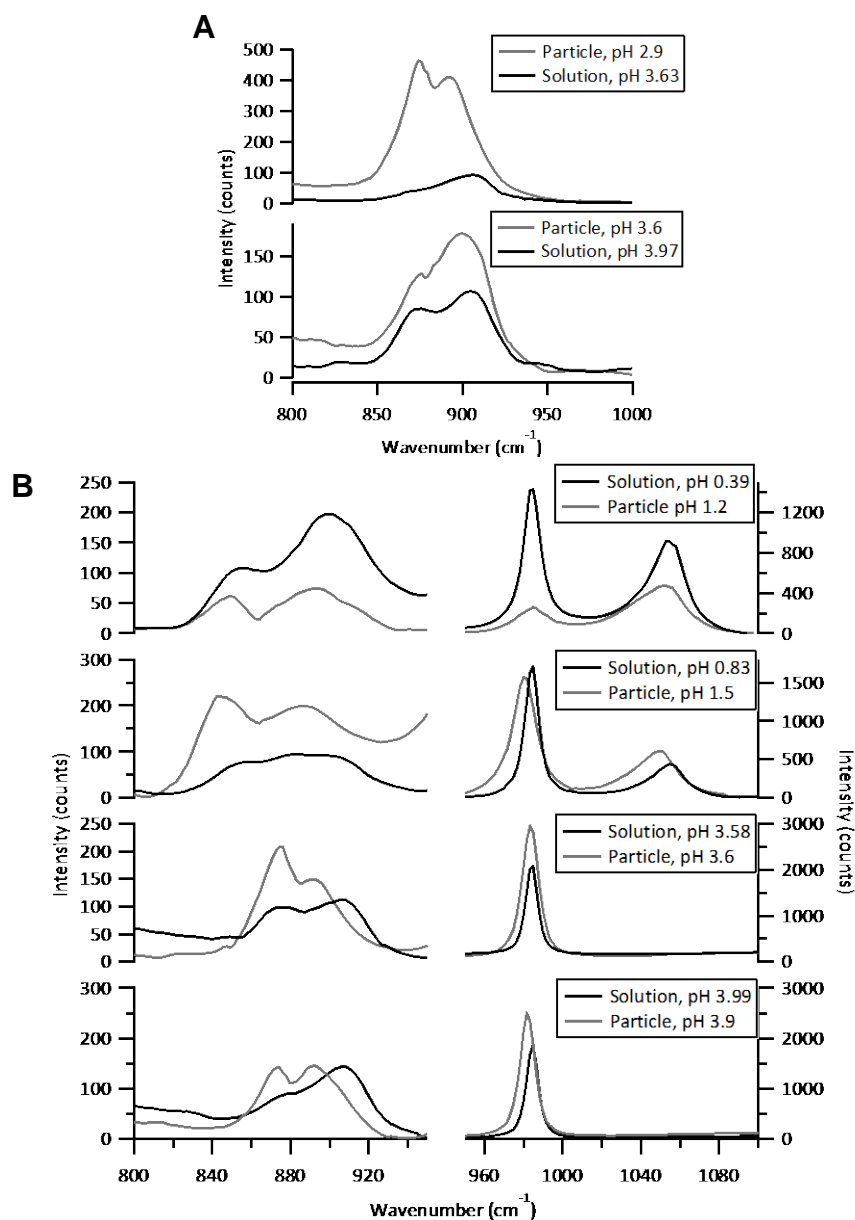 A
500
400
300
200
100
0
Particle, pH 2.9
Solution, pH 3.63
150
100
50
0
Particle, pH 3.6
Solution, pH 3.97
Intensity (counts)
800 850 900 950 1000
Wavenumber (cm⁻¹)
B
250
200
150
100
50
0
Solution, pH 0.39
Particle pH 1.2
1200
800
400
0
300
200
100
0
Solution, pH 0.83
Particle, pH 1.5
1500
1000
500
0
Intensity (counts)
Intensity (counts)
250
200
150
100
50
0
Solution, pH 3.58
Particle, pH 3.6
3000
2000
1000
0
300
200
100
0
Solution, pH 3.99
Particle, pH 3.9
3000
2000
1000
0
800 840 880 920 960 1000 1040 1080
Wavenumber (cm⁻¹)